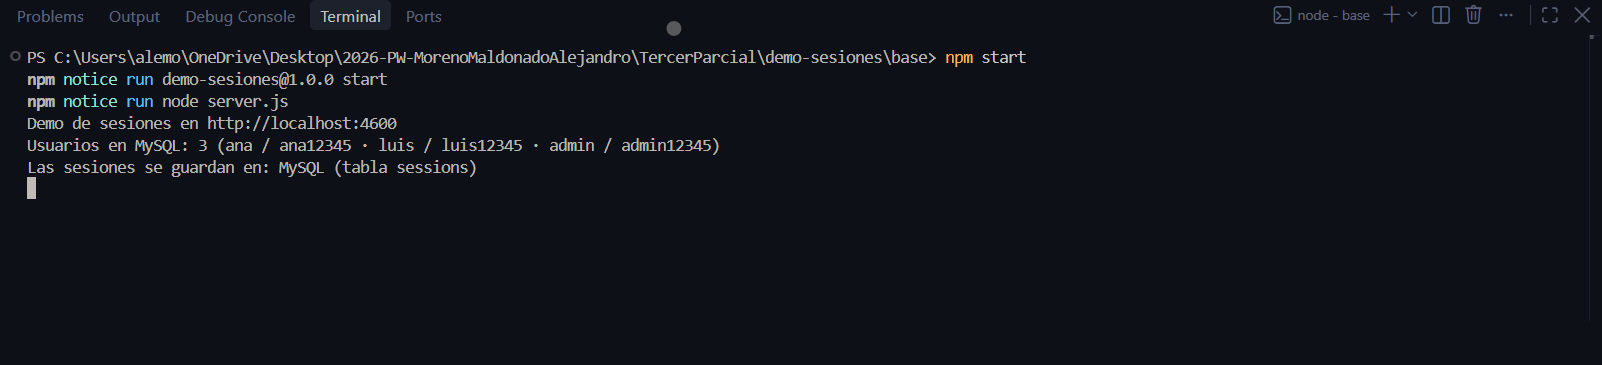 Problems Output Debug Console Terminal Ports node - base
PS C:\Users\alemo\OneDrive\Desktop\2026-PW-MorenoMaldonadoAlejandro\TercerParcial\demo-sesiones\base> npm start
npm notice run demo-sesiones@1.0.0 start
npm notice run node server.js
Demo de sesiones en http://localhost:4600
Usuarios en MySQL: 3 (ana / ana12345 · luis / luis12345 · admin / admin12345)
Las sesiones se guardan en: MySQL (tabla sessions)